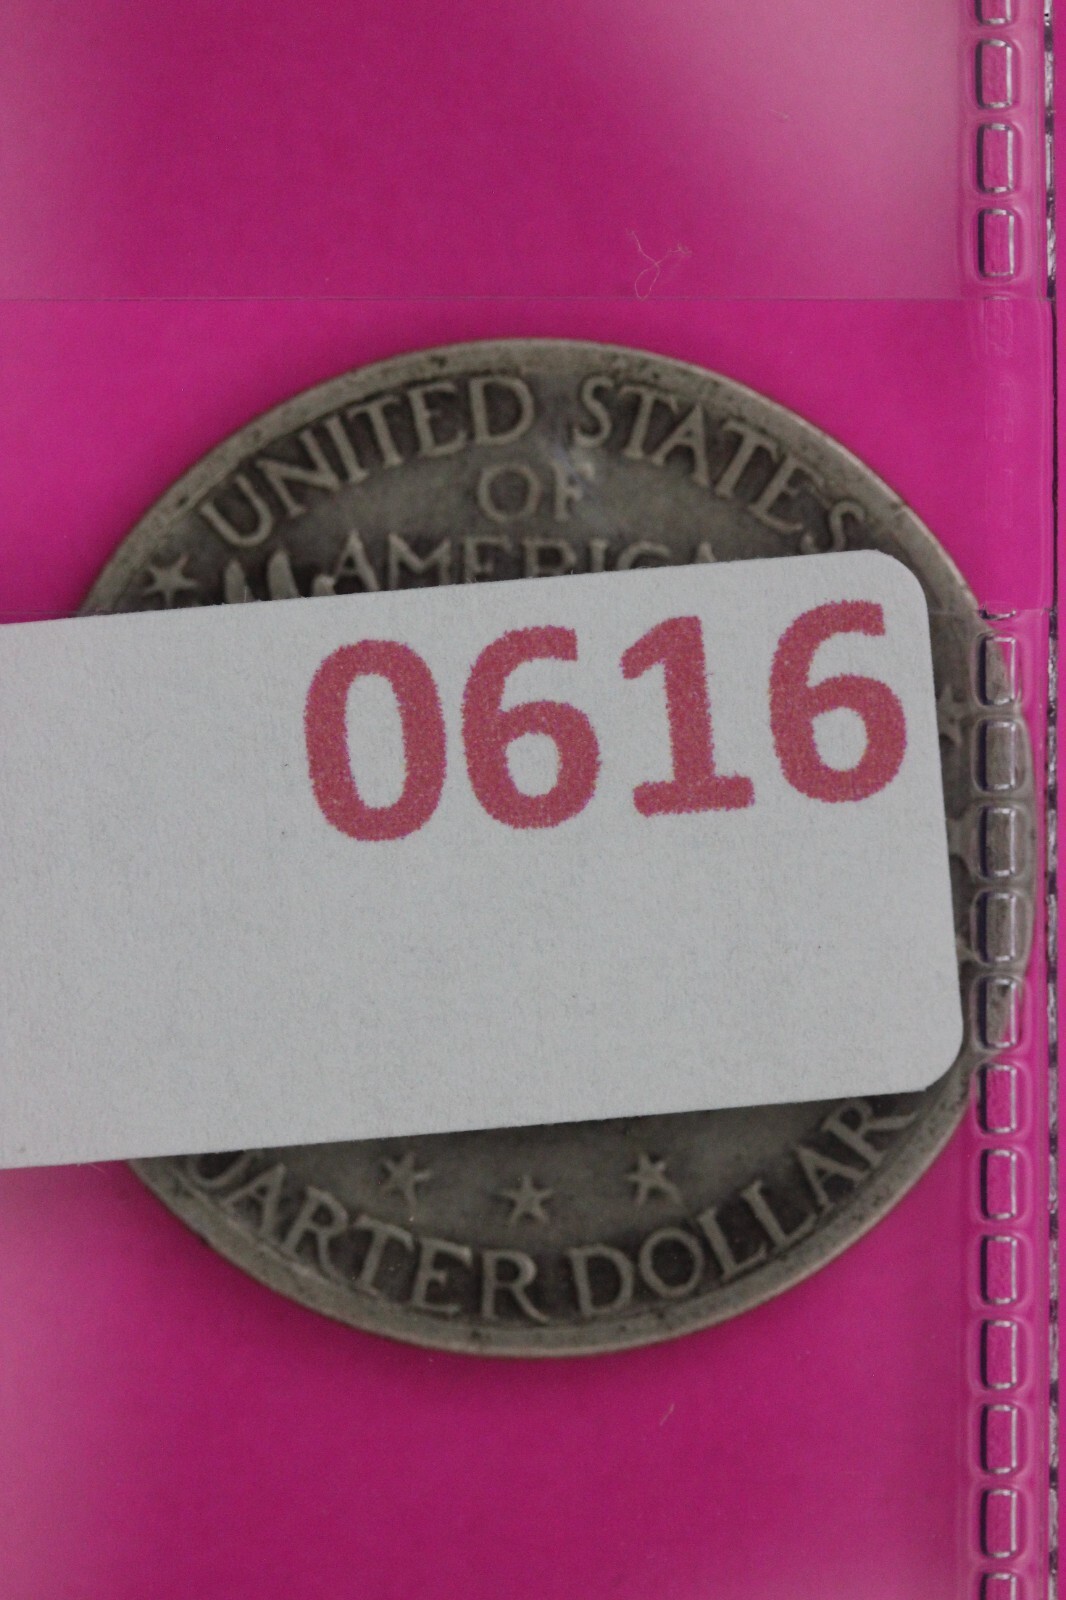 UNITED STATES
OF
AMERICA
0616
QUARTER DOLLAR